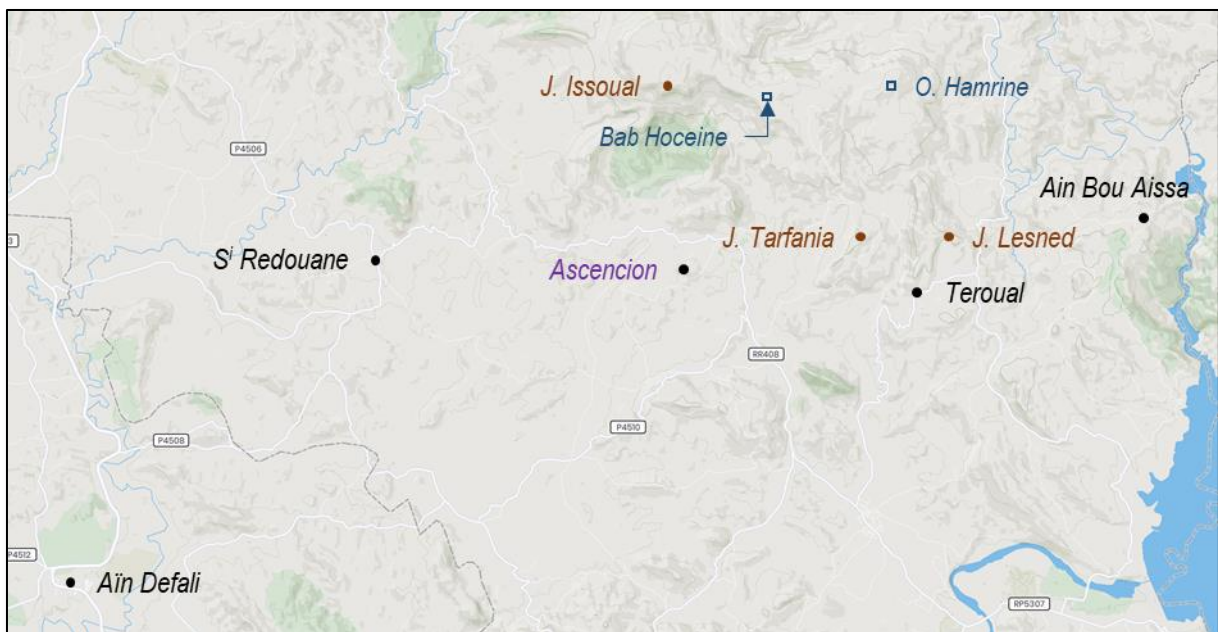 J. Issoual
O. Hamrine
Bab Hoceine
P4506
Ain Bou Aissa
J. Tarfania
J. Lesned
3
Sⁱ Redouane
Ascencion
Teroual
RR408
P4510
P4508
P4512
Aïn Defali
RP5307